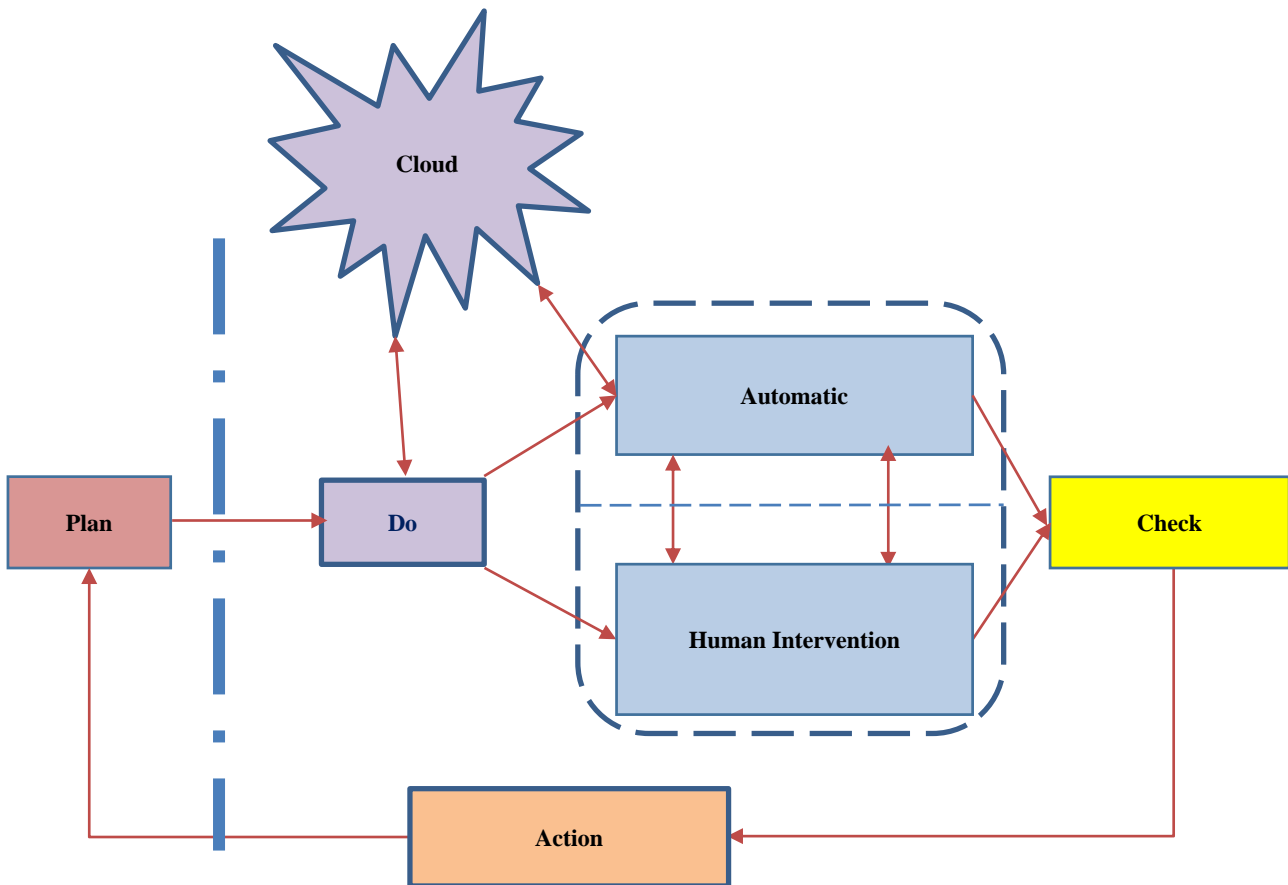 Cloud
Automatic
Plan
Do
Check
Human Intervention
Action